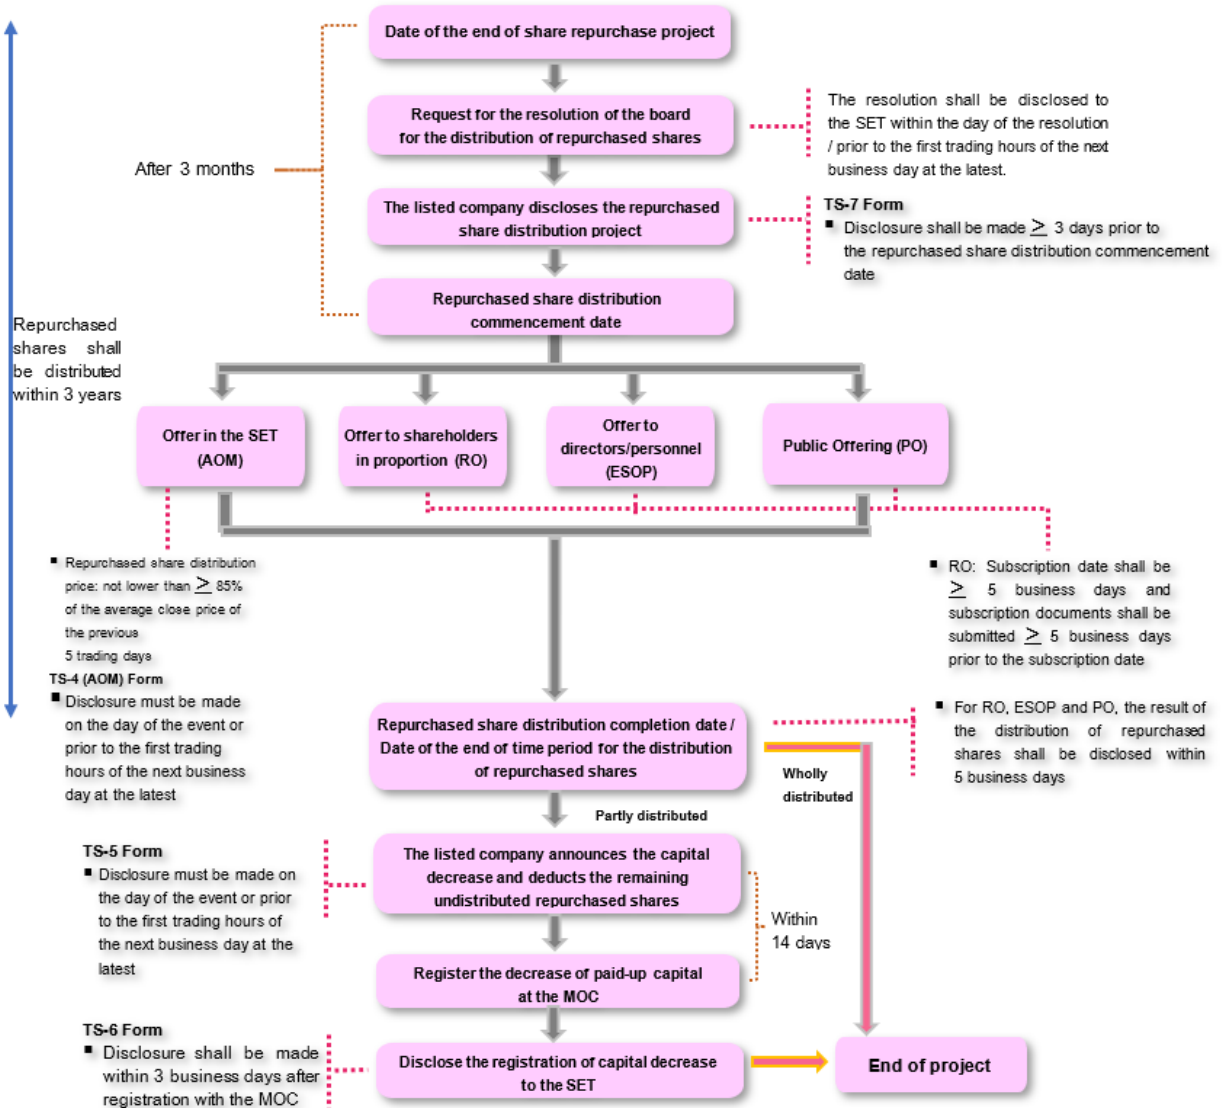 Date of the end of share repurchase project
Request for the resolution of the board
for the distribution of repurchased shares
The resolution shall be disclosed to
the SET within the day of the resolution
/ prior to the first trading hours of the next
business day at the latest.
After 3 months
The listed company discloses the repurchased
share distribution project
TS-7 Form
▪ Disclosure shall be made ≥ 3 days prior to
the repurchased share distribution commencement
date
Repurchased share distribution
commencement date
Repurchased
shares shall
be distributed
within 3 years
Offer in the SET
(AOM)
Offer to shareholders
in proportion (RO)
Offer to
directors/personnel
(ESOP)
Public Offering (PO)
▪ Repurchased share distribution
price: not lower than ≥ 85%
of the average close price of
the previous
5 trading days
TS-4 (AOM) Form
▪ Disclosure must be made
on the day of the event or
prior to the first trading
hours of the next business
day at the latest
▪ RO: Subscription date shall be
≥ 5 business days and
subscription documents shall be
submitted ≥ 5 business days
prior to the subscription date
Repurchased share distribution completion date /
Date of the end of time period for the distribution
of repurchased shares
▪ For RO, ESOP and PO, the result of
the distribution of repurchased
shares shall be disclosed within
5 business days
Wholly
distributed
Partly distributed
TS-5 Form
▪ Disclosure must be made on
the day of the event or prior
to the first trading hours of
the next business day at the
latest
The listed company announces the capital
decrease and deducts the remaining
undistributed repurchased shares
Within
14 days
Register the decrease of paid-up capital
at the MOC
TS-6 Form
▪ Disclosure shall be made
within 3 business days after
registration with the MOC
Disclose the registration of capital decrease
to the SET
End of project